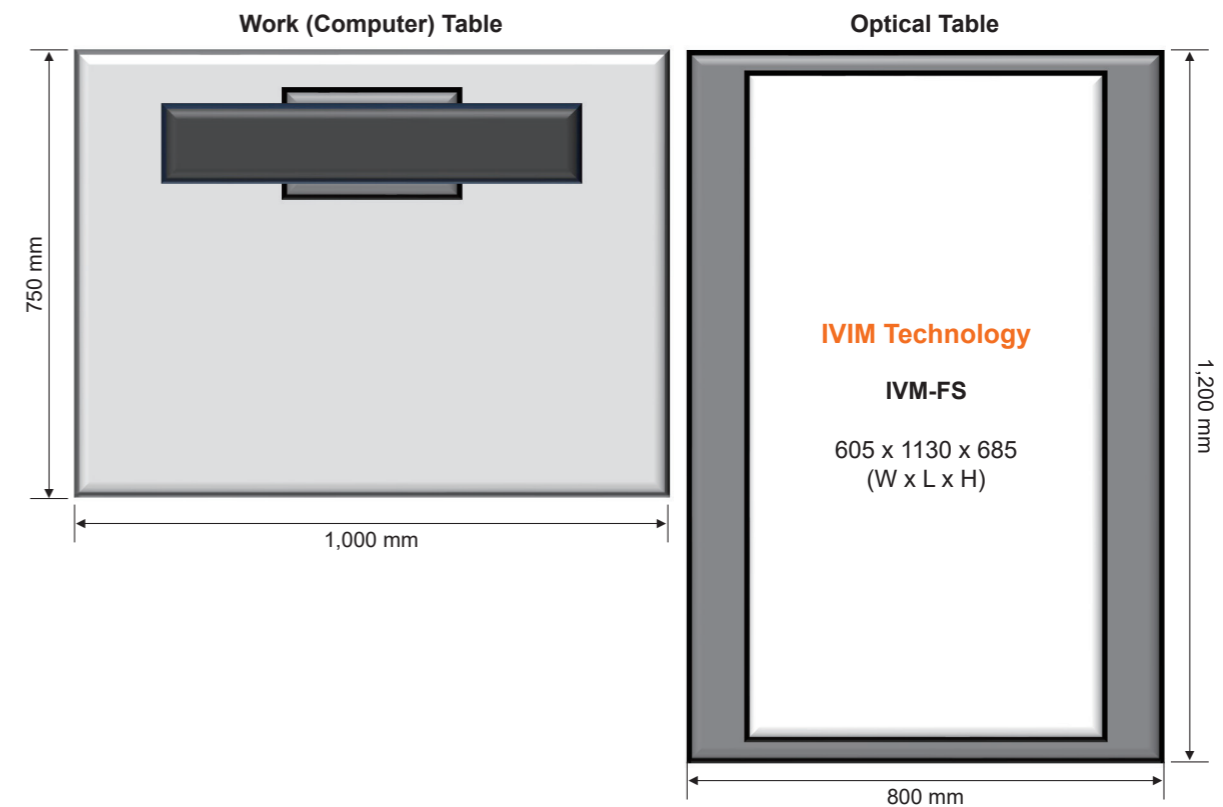 Work (Computer) Table
Optical Table
750 mm
1,000 mm
IVIM Technology
IVM-FS
605 x 1130 x 685
(W x L x H)
1,200 mm
800 mm